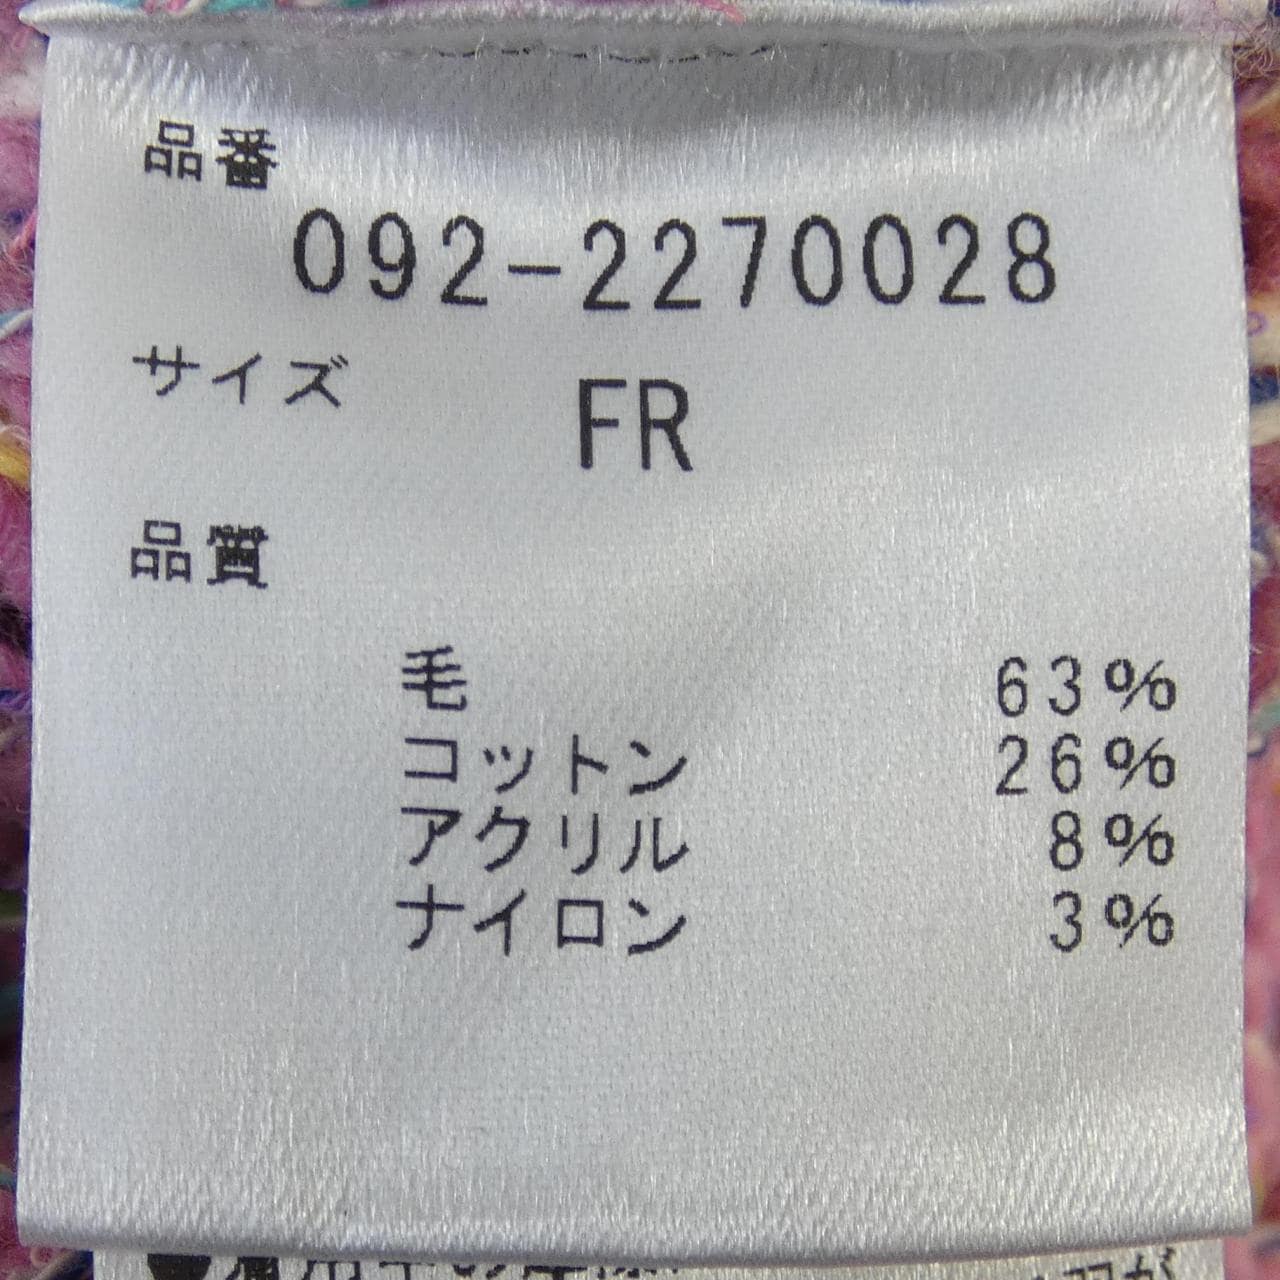 品番
092-2270028
サイズ
FR
品質
毛 63%
コットン 26%
アクリル 8%
ナイロン 3%